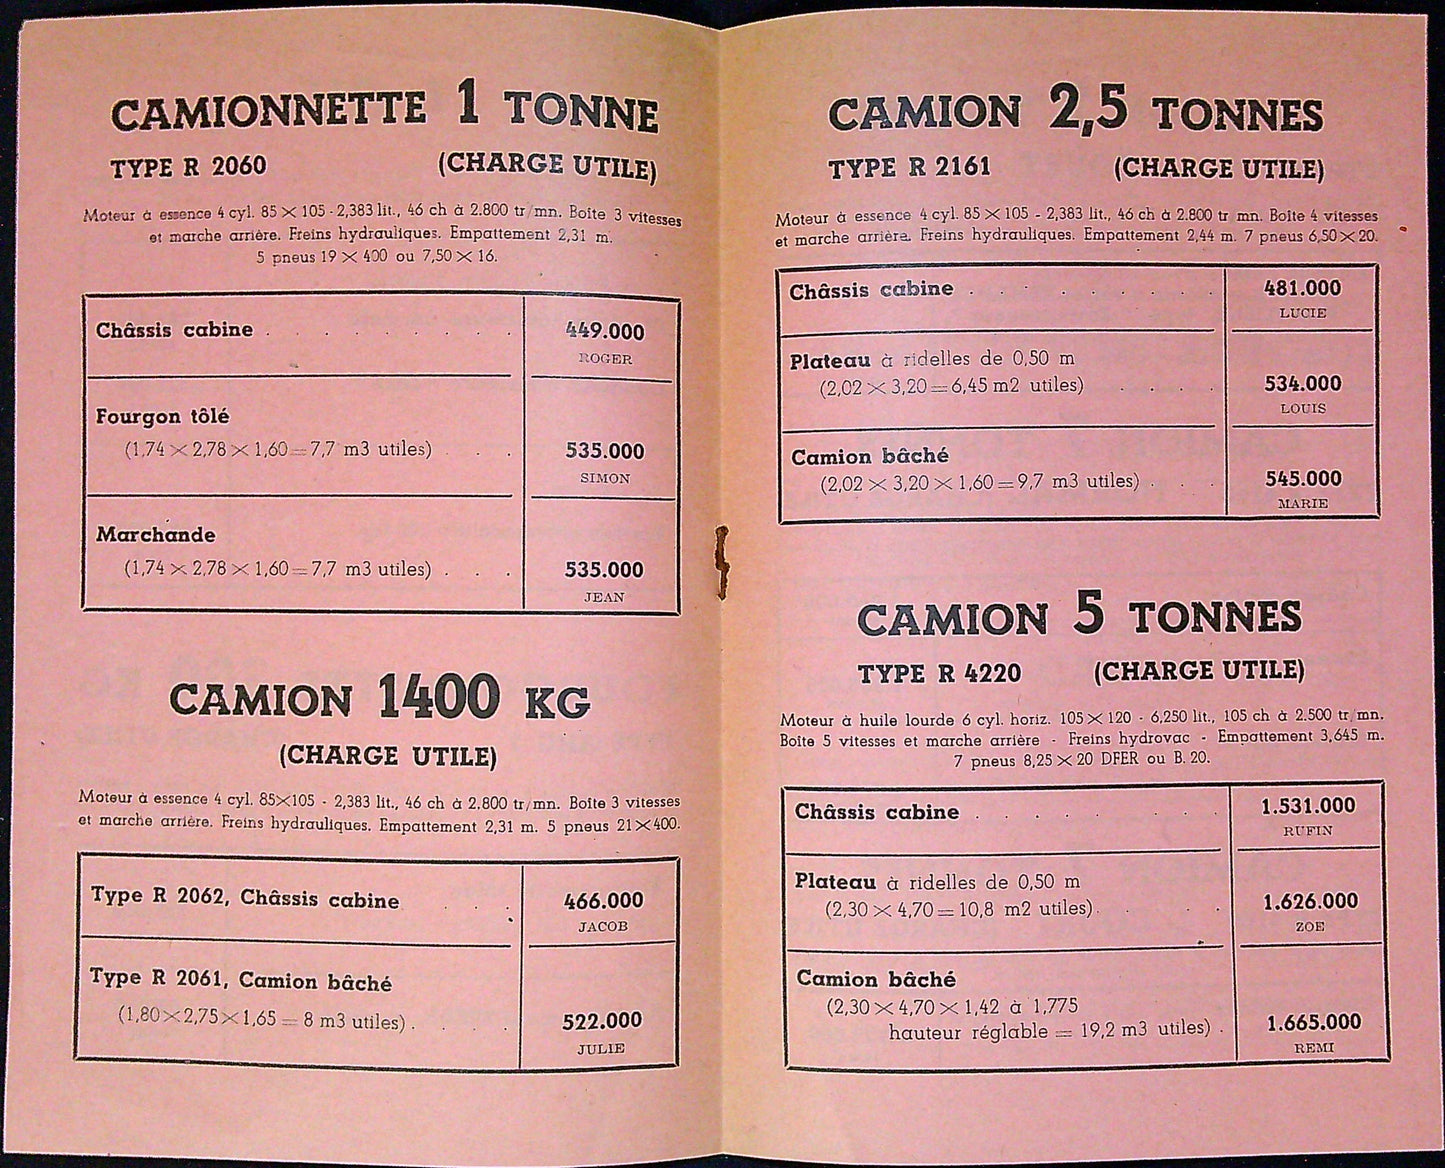 CAMIONNETTE 1 TONNE
TYPE R 2060 (CHARGE UTILE)
Moteur à essence 4 cyl. 85 × 105 - 2,383 lit., 46 ch à 2.800 tr/mn. Boîte 3 vitesses
et marche arrière. Freins hydrauliques. Empattement 2,31 m.
5 pneus 19 × 400 ou 7,50 × 16.
Châssis cabine . . . . . . 449.000
ROGER
Fourgon tôlé
(1,74 × 2,78 × 1,60 = 7,7 m3 utiles) . . . 535.000
SIMON
Marchande
(1,74 × 2,78 × 1,60 = 7,7 m3 utiles) . . . 535.000
JEAN
CAMION 1400 KG
(CHARGE UTILE)
Moteur à essence 4 cyl. 85×105 - 2,383 lit., 46 ch à 2.800 tr/mn. Boîte 3 vitesses
et marche arrière. Freins hydrauliques. Empattement 2,31 m. 5 pneus 21×400.
Type R 2062, Châssis cabine . . . 466.000
JACOB
Type R 2061, Camion bâché
(1,80×2,75×1,65 = 8 m3 utiles) . . . . 522.000
JULIE
CAMION 2,5 TONNES
TYPE R 2161 (CHARGE UTILE)
Moteur à essence 4 cyl. 85 × 105 - 2,383 lit., 46 ch à 2.800 tr mn. Boîte 4 vitesses
et marche arrière. Freins hydrauliques. Empattement 2,44 m. 7 pneus 6,50×20.
Châssis cabine . . . . . . . . . 481.000
LUCIE
Plateau à ridelles de 0,50 m
(2,02 × 3,20 = 6,45 m2 utiles) . . . . 534.000
LOUIS
Camion bâché
(2,02 × 3,20 × 1,60 = 9,7 m3 utiles) . . . 545.000
MARIE
CAMION 5 TONNES
TYPE R 4220 (CHARGE UTILE)
Moteur à huile lourde 6 cyl. horiz. 105 × 120 - 6,250 lit., 105 ch à 2.500 tr/mn.
Boîte 5 vitesses et marche arrière - Freins hydrovac - Empattement 3,645 m.
7 pneus 8,25 × 20 DFER ou B. 20.
Châssis cabine . . . . . . . . . 1.531.000
RUFIN
Plateau à ridelles de 0,50 m
(2,30 × 4,70 = 10,8 m2 utiles) . . . . 1.626.000
ZOE
Camion bâché
(2,30 × 4,70 × 1,42 à 1,775
hauteur réglable = 19,2 m3 utiles) . 1.665.000
REMI